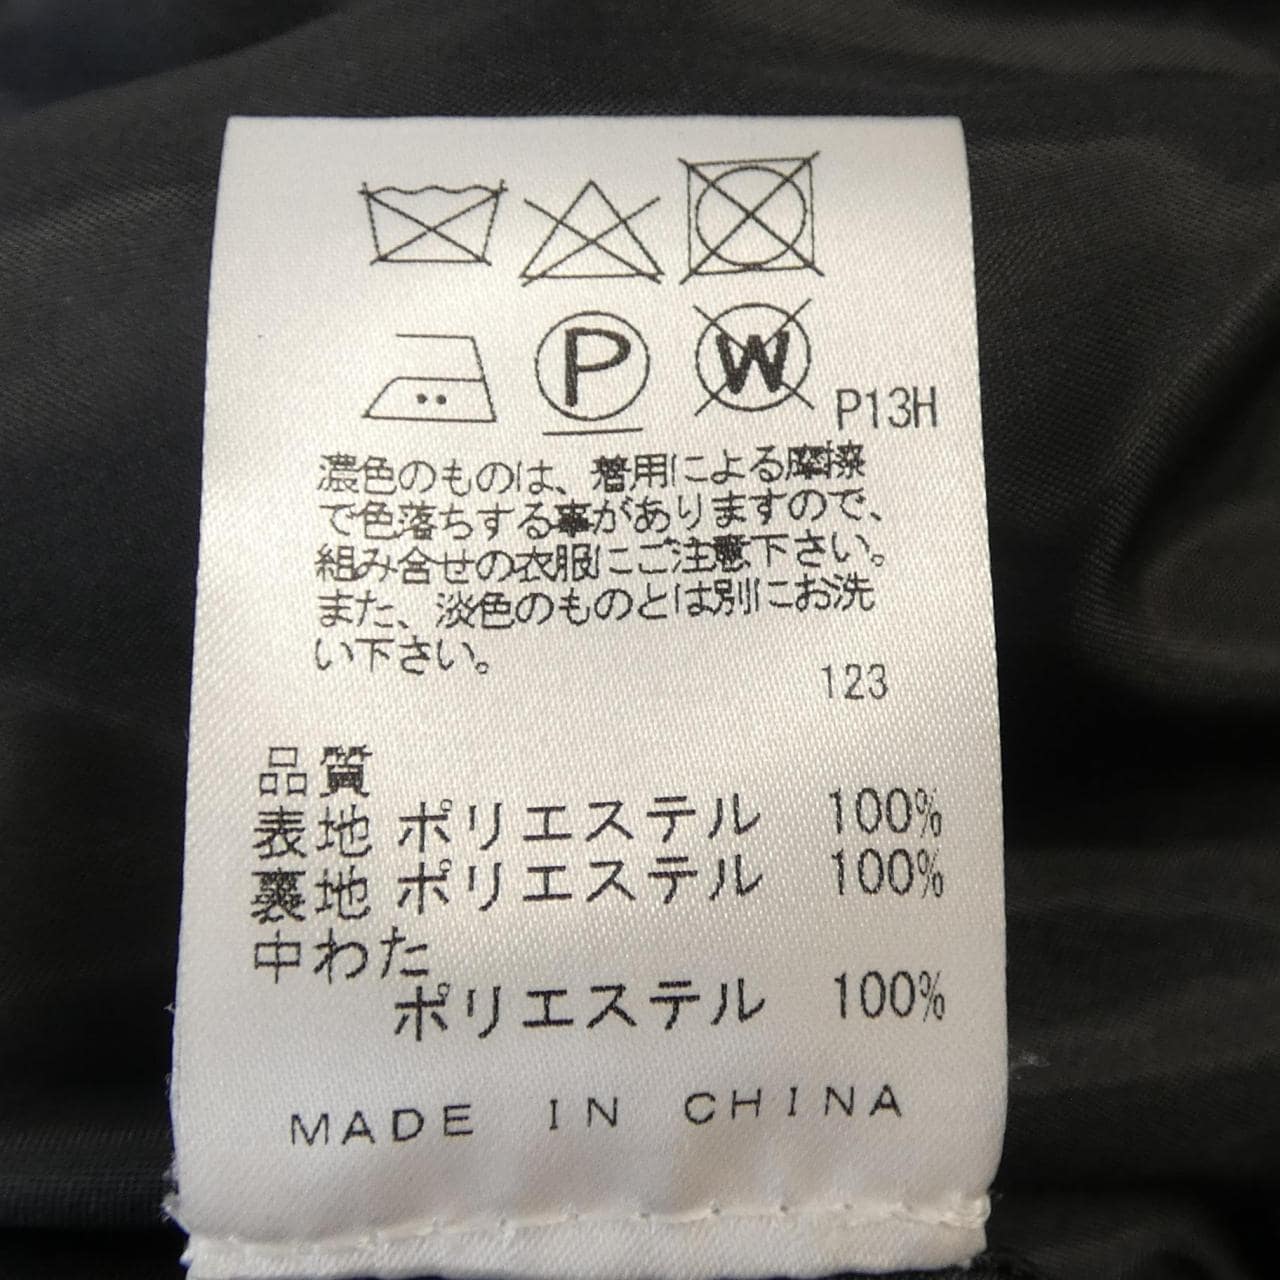 P
W
P13H
濃色のものは、着用による摩擦
で色落ちする事がありますので、
組み合せの衣服にご注意下さい。
また、淡色のものとは別にお洗
い下さい。
123
品質
表地 ポリエステル 100%
裏地 ポリエステル 100%
中わた
ポリエステル 100%
MADE IN CHINA